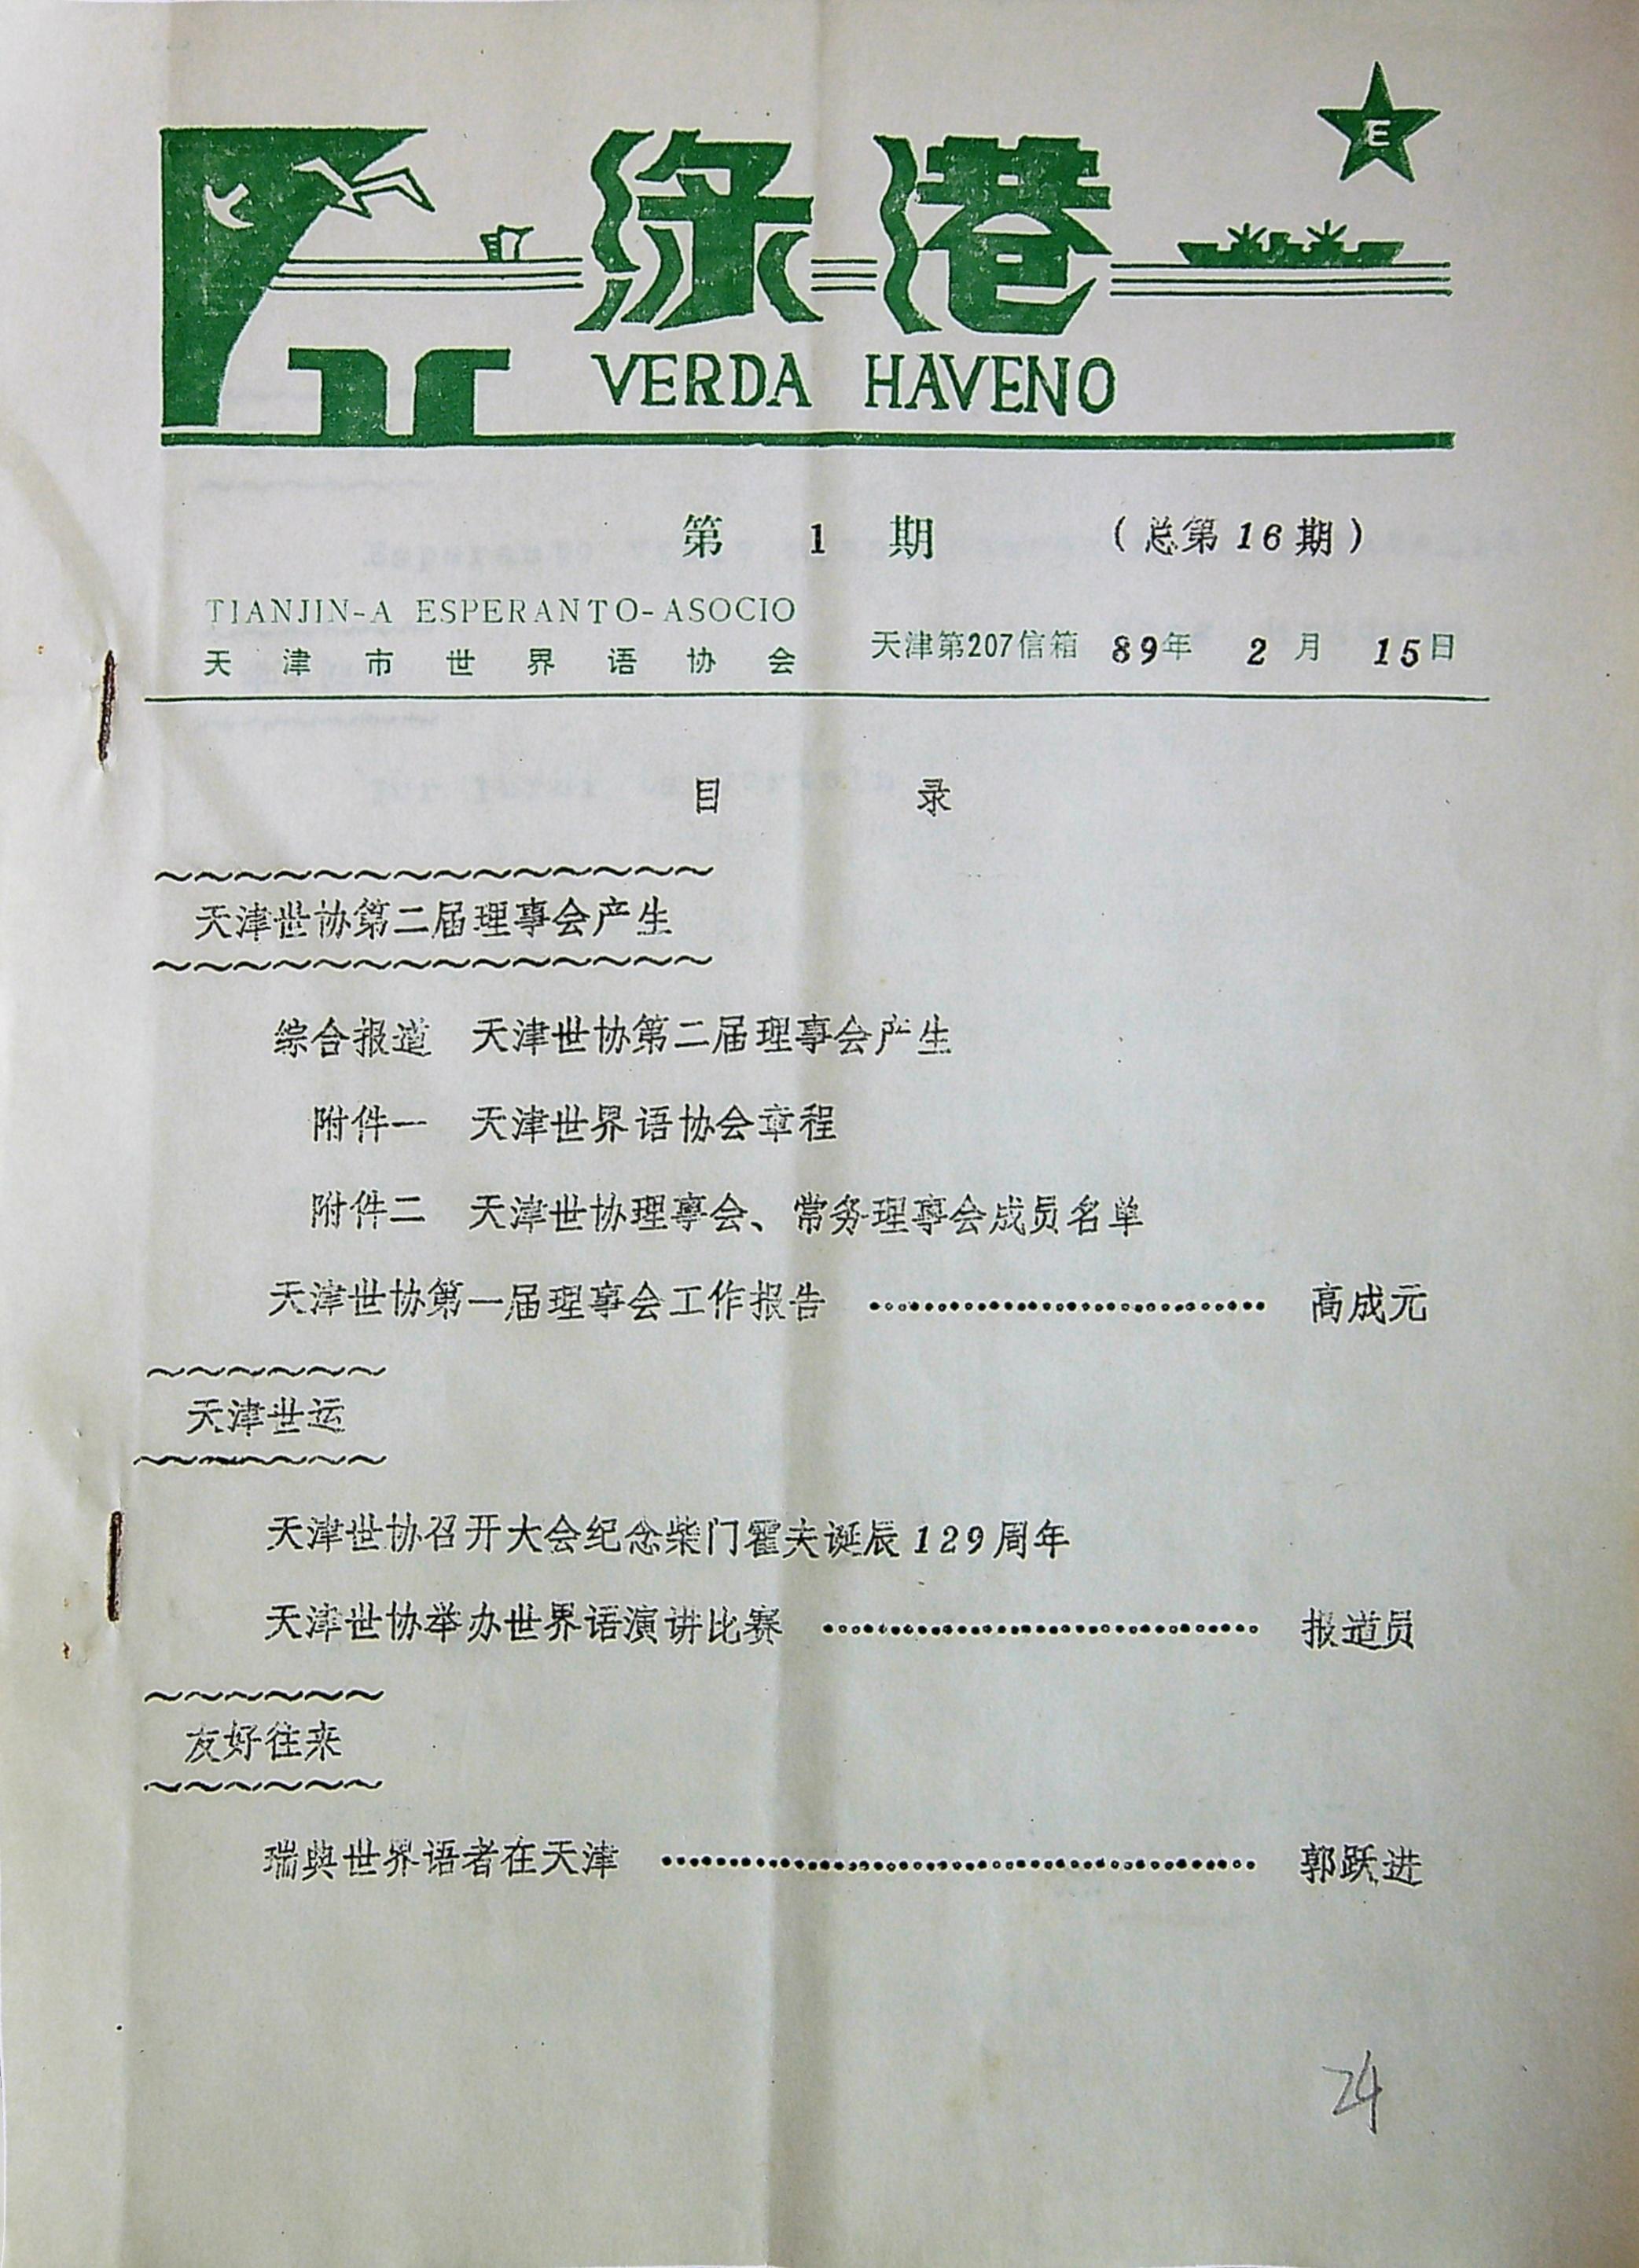 E
绿港
VERDA HAVENO
第 1 期 (总第16期)
TIANJIN-A ESPERANTO-ASOCIO
天津市世界语协会 天津第207信箱 89年 2月 15日
目 录
天津世协第二届理事会产生
综合报道 天津世协第二届理事会产生
附件一 天津世界语协会章程
附件二 天津世协理事会、常务理事会成员名单
天津世协第一届理事会工作报告 ………………………… 高成元
天津世运
天津世协召开大会纪念柴门霍夫诞辰129周年
天津世协举办世界语演讲比赛 ………………………… 报道员
友好往来
瑞典世界语者在天津 ………………………… 郭跃进
24